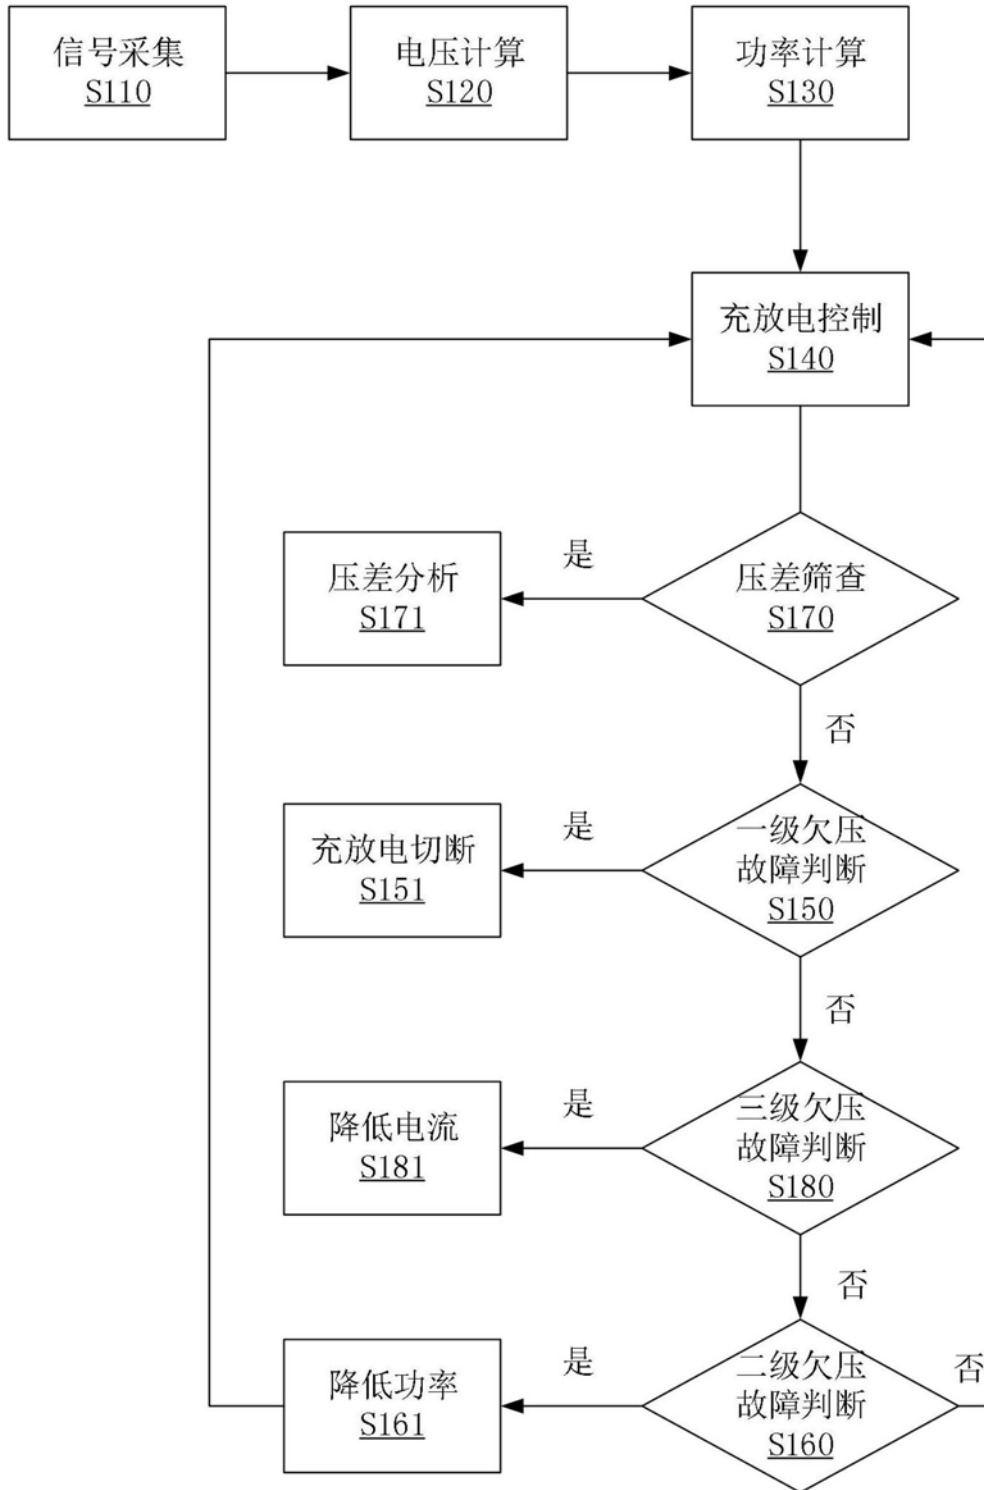 信号采集
S110
电压计算
S120
功率计算
S130
充放电控制
S140
是
压差分析
S171
压差筛查
S170
否
是
充放电切断
S151
一级欠压
故障判断
S150
否
是
降低电流
S181
三级欠压
故障判断
S180
否
是
降低功率
S161
二级欠压
故障判断
S160
否